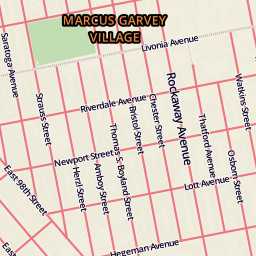 MARCUS GARVEY
VILLAGE
Livonia Avenue
Saratoga Avenue
Rockaway Avenue
Watkins Street
Strauss Street
Riverdale Avenue
Chester Street
Bristol Street
Thatford Avenue
Thomas S. Boyland Street
Newport Street
Osborn Street
East 98th Street
Herzl Street
Amboy Street
Lott Avenue
Hegeman Avenue
East